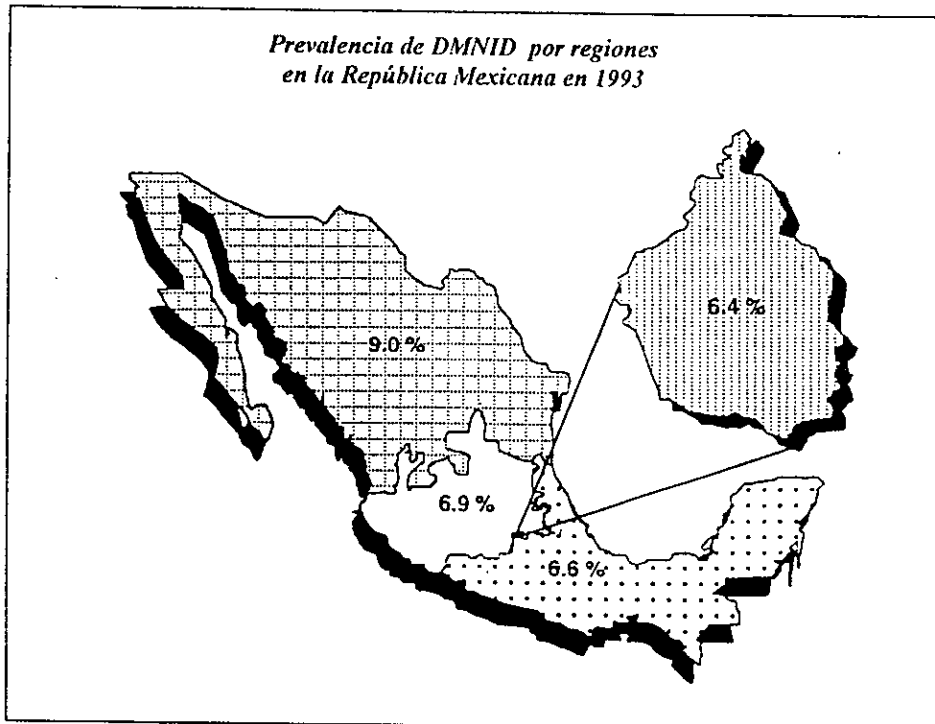 Prevalencia de DMNID por regiones
en la República Mexicana en 1993
6.4 %
9.0 %
6.9 %
6.6 %